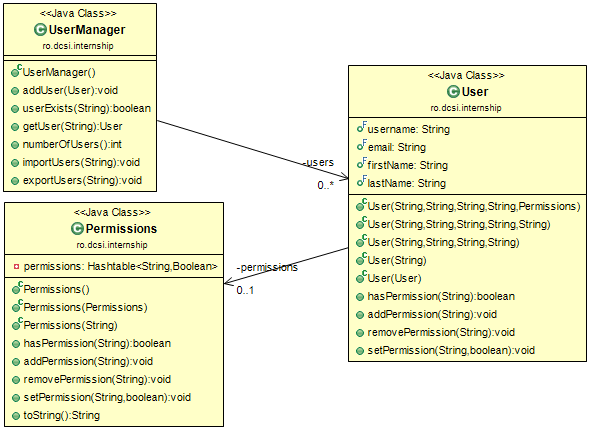 <<Java Class>>
UserManager
ro.dcsi.internship
UserManager()
addUser(User):void
userExists(String):boolean
getUser(String):User
numberOfUsers():int
importUsers(String):void
exportUsers(String):void
-users
0..*
<<Java Class>>
User
ro.dcsi.internship
username: String
email: String
firstName: String
lastName: String
User(String,String,String,String,Permissions)
User(String,String,String,String,String)
User(String,String,String,String)
User(String)
User(User)
hasPermission(String):boolean
addPermission(String):void
removePermission(String):void
setPermission(String,boolean):void
-permissions
0..1
<<Java Class>>
Permissions
ro.dcsi.internship
permissions: Hashtable<String,Boolean>
Permissions()
Permissions(Permissions)
Permissions(String)
hasPermission(String):boolean
addPermission(String):void
removePermission(String):void
setPermission(String,boolean):void
toString():String